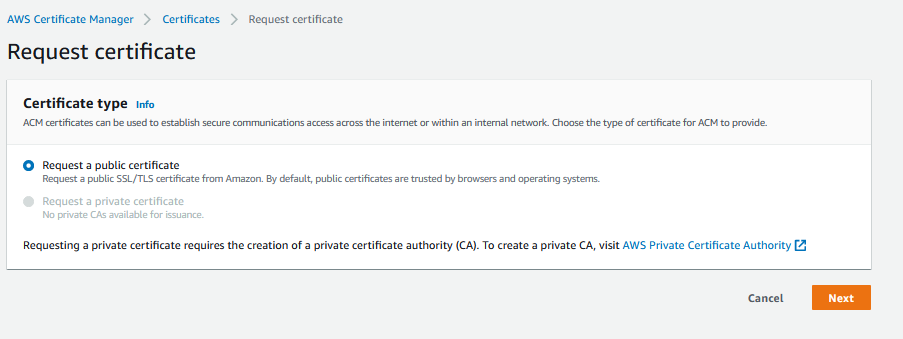 AWS Certificate Manager > Certificates > Request certificate
Request certificate
Certificate type Info
ACM certificates can be used to establish secure communications access across the internet or within an internal network. Choose the type of certificate for ACM to provide.
Request a public certificate
Request a public SSL/TLS certificate from Amazon. By default, public certificates are trusted by browsers and operating systems.
Request a private certificate
No private CAs available for issuance.
Requesting a private certificate requires the creation of a private certificate authority (CA). To create a private CA, visit AWS Private Certificate Authority
Cancel Next